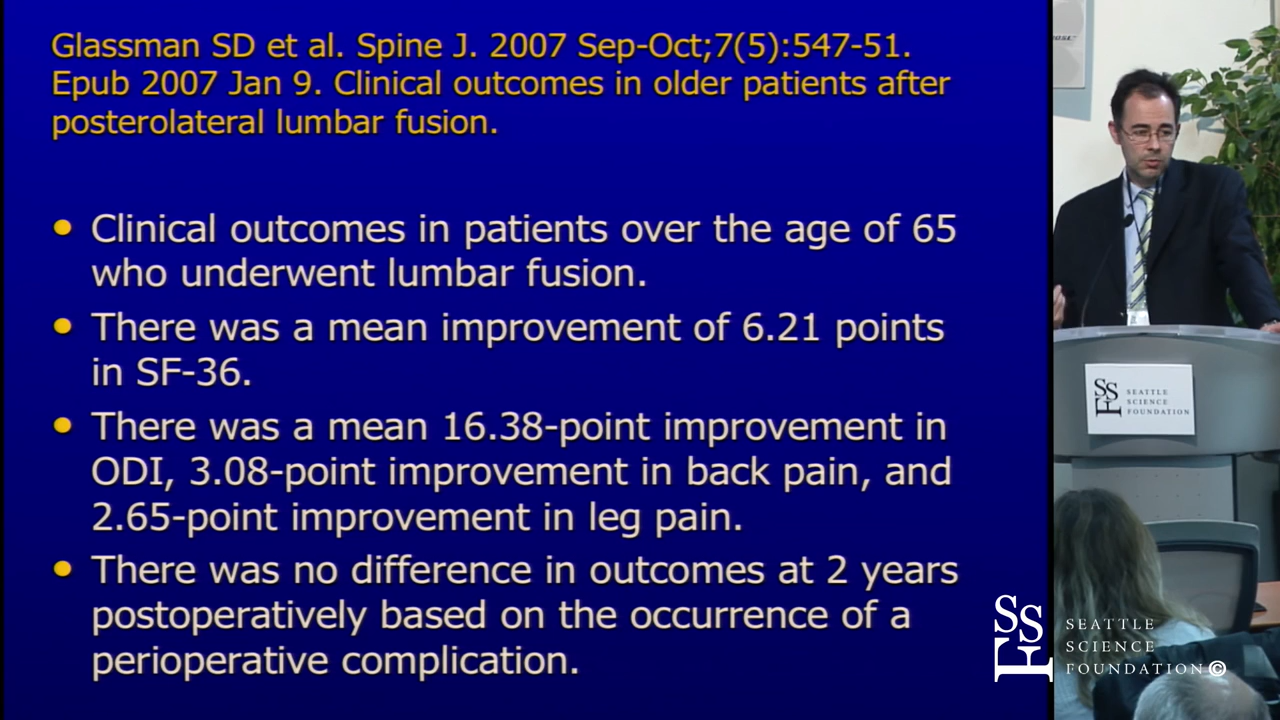 Glassman SD et al. Spine J. 2007 Sep-Oct;7(5):547-51.
Epub 2007 Jan 9. Clinical outcomes in older patients after
posterolateral lumbar fusion.
• Clinical outcomes in patients over the age of 65
who underwent lumbar fusion.
• There was a mean improvement of 6.21 points
in SF-36.
• There was a mean 16.38-point improvement in
ODI, 3.08-point improvement in back pain, and
2.65-point improvement in leg pain.
• There was no difference in outcomes at 2 years
postoperatively based on the occurrence of a
perioperative complication.
SSF
SEATTLE
SCIENCE
FOUNDATION
SSF
SEATTLE
SCIENCE
FOUNDATION©